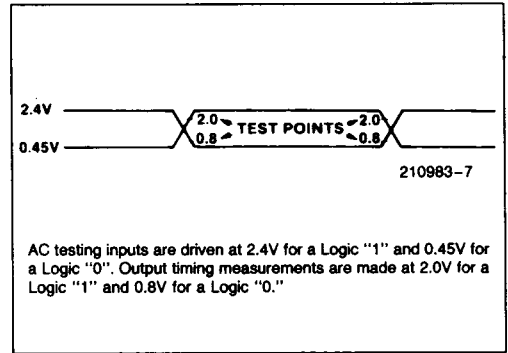 2.4V
2.0 TEST POINTS 2.0
0.8 0.8
0.45V
210983-7
AC testing inputs are driven at 2.4V for a Logic "1" and 0.45V for
a Logic "0". Output timing measurements are made at 2.0V for a
Logic "1" and 0.8V for a Logic "0."